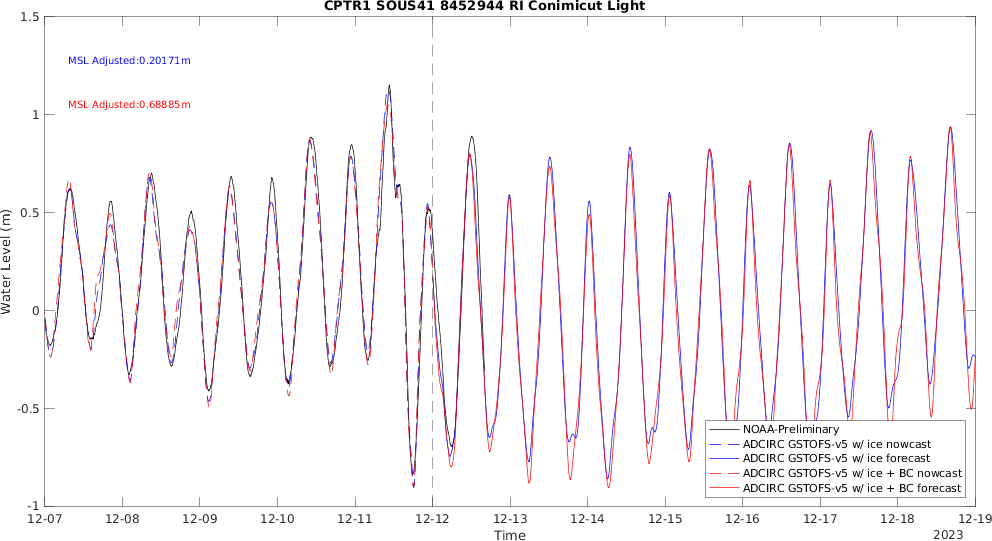 CPTR1 SOUS41 8452944 RI Conimicut Light
1.5
1
0.5
0
-0.5
-1
Water Level (m)
MSL Adjusted:0.20171m
MSL Adjusted:0.68885m
NOAA-Preliminary
ADCIRC GSTOFS-v5 w/ ice nowcast
ADCIRC GSTOFS-v5 w/ ice forecast
ADCIRC GSTOFS-v5 w/ ice + BC nowcast
ADCIRC GSTOFS-v5 w/ ice + BC forecast
12-07 12-08 12-09 12-10 12-11 12-12 12-13 12-14 12-15 12-16 12-17 12-18 12-19
Time
2023